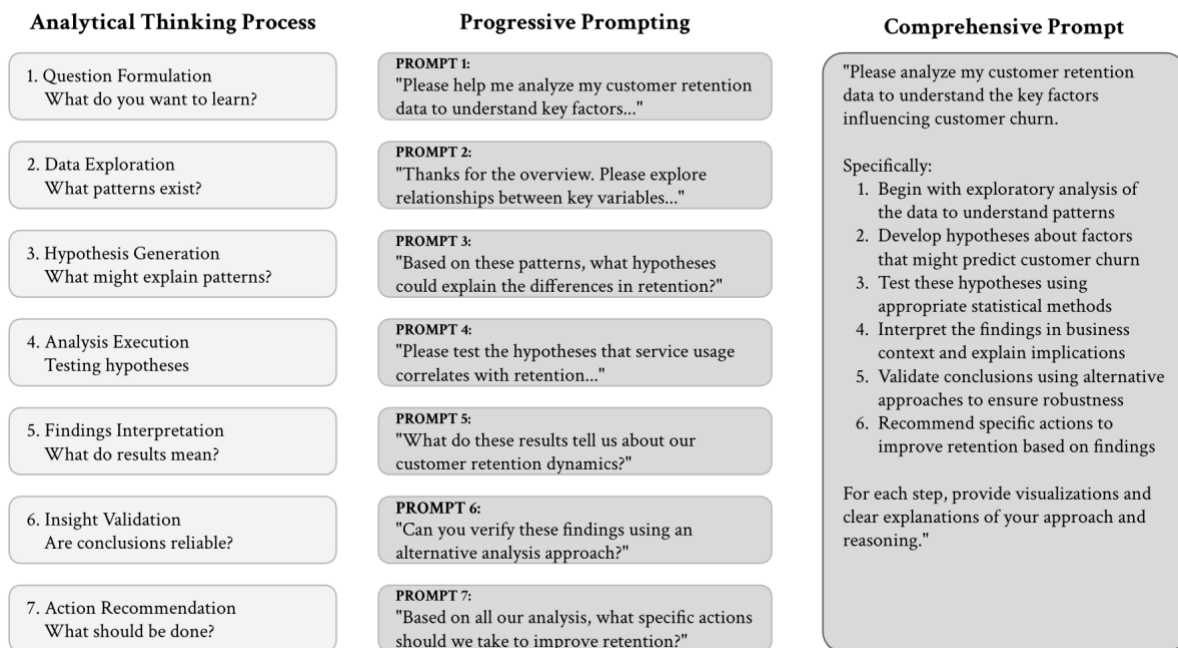 Analytical Thinking Process
1. Question Formulation
What do you want to learn?
2. Data Exploration
What patterns exist?
3. Hypothesis Generation
What might explain patterns?
4. Analysis Execution
Testing hypotheses
5. Findings Interpretation
What do results mean?
6. Insight Validation
Are conclusions reliable?
7. Action Recommendation
What should be done?
Progressive Prompting
PROMPT 1:
"Please help me analyze my customer retention
data to understand key factors..."
PROMPT 2:
"Thanks for the overview. Please explore
relationships between key variables..."
PROMPT 3:
"Based on these patterns, what hypotheses
could explain the differences in retention?"
PROMPT 4:
"Please test the hypotheses that service usage
correlates with retention..."
PROMPT 5:
"What do these results tell us about our
customer retention dynamics?"
PROMPT 6:
"Can you verify these findings using an
alternative analysis approach?"
PROMPT 7:
"Based on all our analysis, what specific actions
should we take to improve retention?"
Comprehensive Prompt
"Please analyze my customer retention
data to understand the key factors
influencing customer churn.
Specifically:
1. Begin with exploratory analysis of
the data to understand patterns
2. Develop hypotheses about factors
that might predict customer churn
3. Test these hypotheses using
appropriate statistical methods
4. Interpret the findings in business
context and explain implications
5. Validate conclusions using alternative
approaches to ensure robustness
6. Recommend specific actions to
improve retention based on findings
For each step, provide visualizations and
clear explanations of your approach and
reasoning."